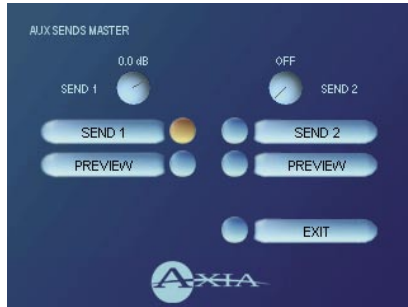 AUX SENDS MASTER
0.0 dB OFF
SEND 1 SEND 2
SEND 1 SEND 2
PREVIEW PREVIEW
EXIT
AXIA